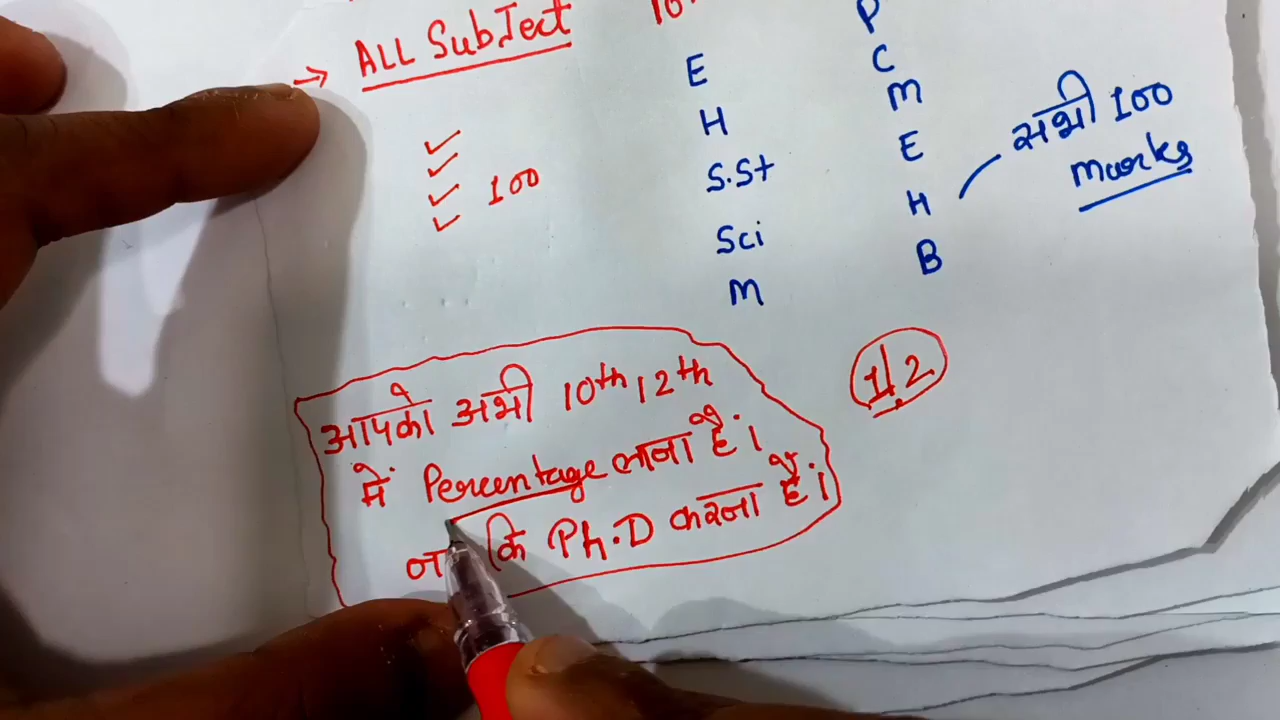 → ALL SubJect
100
E
H
S.St
Sci
M
P
C
M
E
H
B
सभी 100
Marks
आपको अभी 10th 12th
में Percentage लाना है।
ना कि Ph.D करना है।
1/2